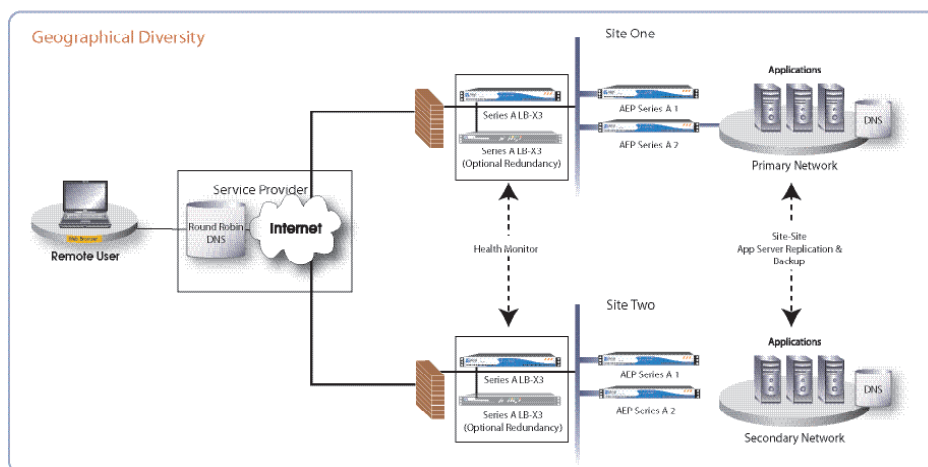 Geographical Diversity
Site One
Series A LB-X3
Series A LB-X3
(Optional Redundancy)
AEP Series A 1
AEP Series A 2
Applications
DNS
Primary Network
Service Provider
Round Robin
DNS
Internet
Web Browser
Remote User
Health Monitor
Site-Site
App Server Replication &
Backup
Site Two
Series A LB-X3
Series A LB-X3
(Optional Redundancy)
AEP Series A 1
AEP Series A 2
Applications
DNS
Secondary Network